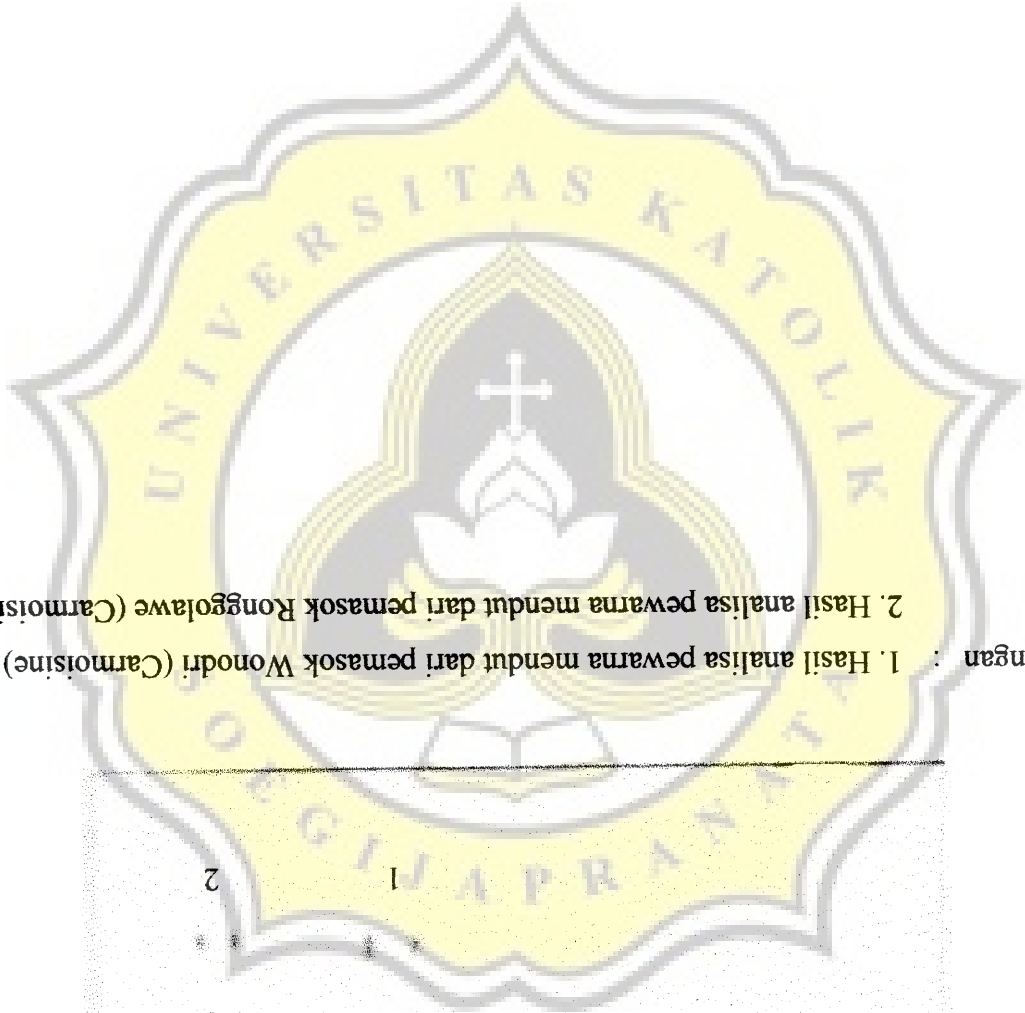 UNIVERSITAS KATOLIK
SOEGIJAPRANATA
1 2
ngan : 1. Hasil analisa pewarna mendut dari pemasok Wonodri (Carmoisine)
2. Hasil analisa pewarna mendut dari pemasok Ronggolawe (Carmoisi